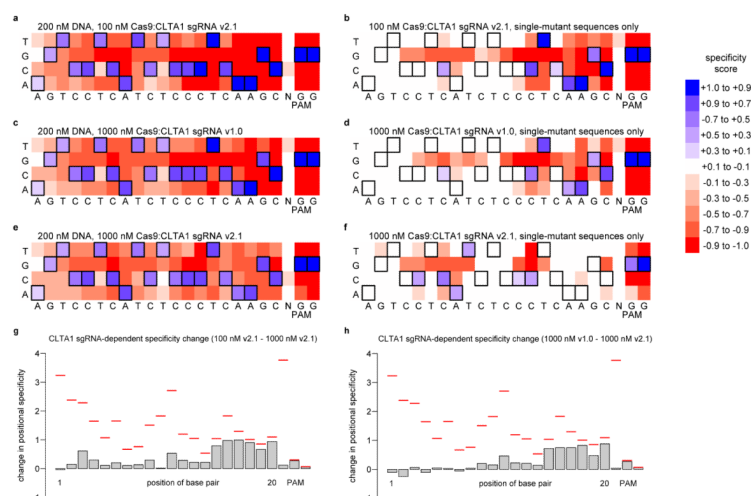 a
200 nM DNA, 100 nM Cas9:CLTA1 sgRNA v2.1
T
G
C
A
A G T C C T C A T C T C C C T C A A G C N G G
PAM
b
100 nM Cas9:CLTA1 sgRNA v2.1, single-mutant sequences only
T
G
C
A
A G T C C T C A T C T C C C T C A A G C N G G
PAM
c
200 nM DNA, 1000 nM Cas9:CLTA1 sgRNA v1.0
T
G
C
A
A G T C C T C A T C T C C C T C A A G C N G G
PAM
d
1000 nM Cas9:CLTA1 sgRNA v1.0, single-mutant sequences only
T
G
C
A
A G T C C T C A T C T C C C T C A A G C N G G
PAM
e
200 nM DNA, 1000 nM Cas9:CLTA1 sgRNA v2.1
T
G
C
A
A G T C C T C A T C T C C C T C A A G C N G G
PAM
f
1000 nM Cas9:CLTA1 sgRNA v2.1, single-mutant sequences only
T
G
C
A
A G T C C T C A T C T C C C T C A A G C N G G
PAM
specificity
score
+1.0 to +0.9
+0.9 to +0.7
-0.7 to +0.5
+0.5 to +0.3
+0.3 to +0.1
+0.1 to -0.1
-0.1 to -0.3
-0.3 to -0.5
-0.5 to -0.7
-0.7 to -0.9
-0.9 to -1.0
g
CLTA1 sgRNA-dependent specificity change (100 nM v2.1 - 1000 nM v2.1)
change in positional specificity
4
3
2
1
0
1
position of base pair
20
PAM
h
CLTA1 sgRNA-dependent specificity change (1000 nM v1.0 - 1000 nM v2.1)
change in positional specificity
4
3
2
1
0
1
position of base pair
20
PAM